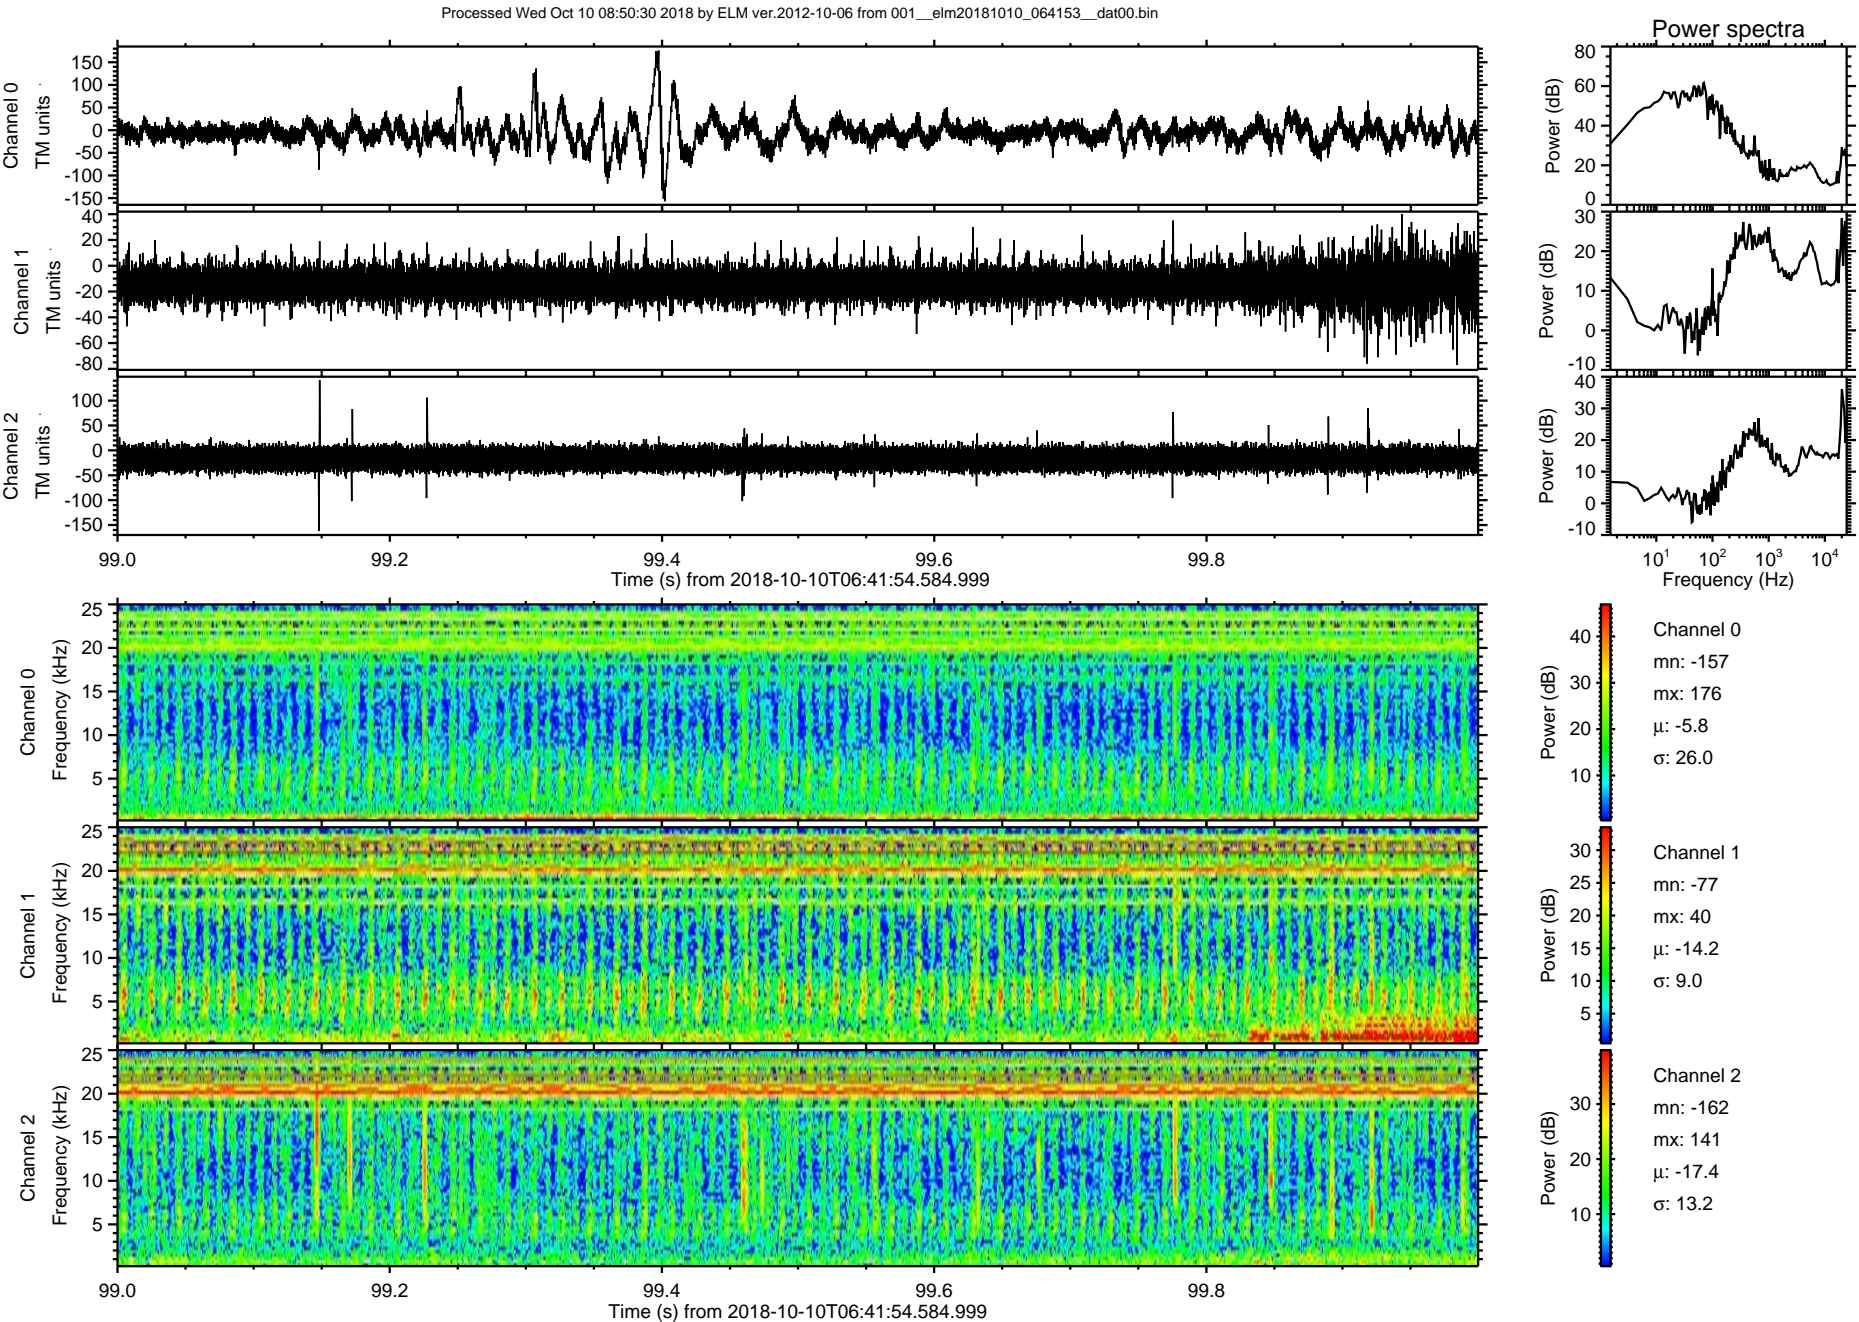 Processed Wed Oct 10 08:50:30 2018 by ELM ver.2012-10-06 from 001__elm20181010_064153__dat00.bin
Power spectra
Channel 0
TM units
150
100
50
0
-50
-100
-150
Power (dB)
80
60
40
20
0
Channel 1
TM units
40
20
0
-20
-40
-60
-80
Power (dB)
30
20
10
0
-10
Channel 2
TM units
100
50
0
-50
-100
-150
Power (dB)
40
30
20
10
0
-10
99.0 99.2 99.4 99.6 99.8
Time (s) from 2018-10-10T06:41:54.584.999
10¹ 10² 10³ 10⁴
Frequency (Hz)
Channel 0
Frequency (kHz)
25
20
15
10
5
Power (dB)
40
30
20
10
Channel 0
mn: -157
mx: 176
μ: -5.8
σ: 26.0
Channel 1
Frequency (kHz)
25
20
15
10
5
Power (dB)
30
25
20
15
10
5
Channel 1
mn: -77
mx: 40
μ: -14.2
σ: 9.0
Channel 2
Frequency (kHz)
25
20
15
10
5
Power (dB)
30
20
10
Channel 2
mn: -162
mx: 141
μ: -17.4
σ: 13.2
99.0 99.2 99.4 99.6 99.8
Time (s) from 2018-10-10T06:41:54.584.999